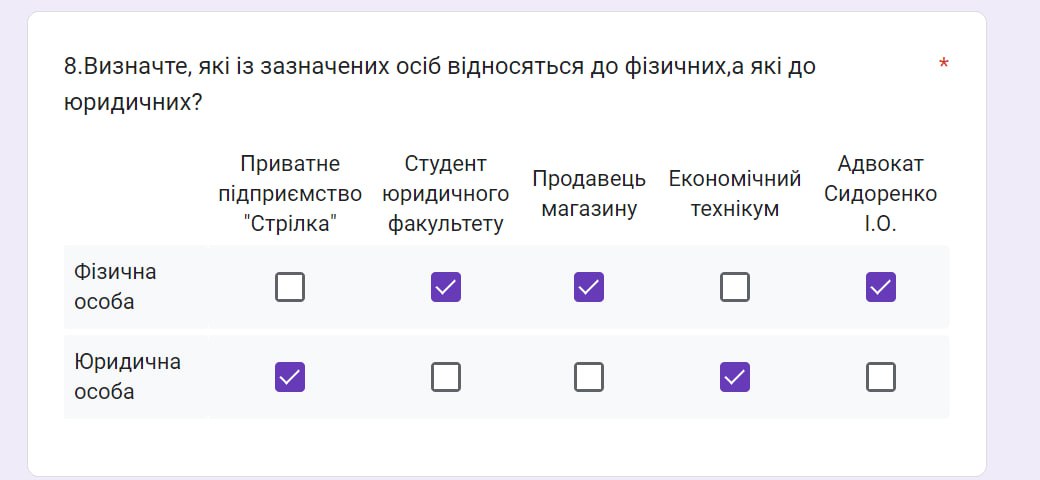 8.Визначте, які із зазначених осіб відносяться до фізичних,а які до *
юридичних?
Приватне
підприємство
"Стрілка"
Студент
юридичного
факультету
Продавець
магазину
Економічний
технікум
Адвокат
Сидоренко
І.О.
Фізична
особа
Юридична
особа